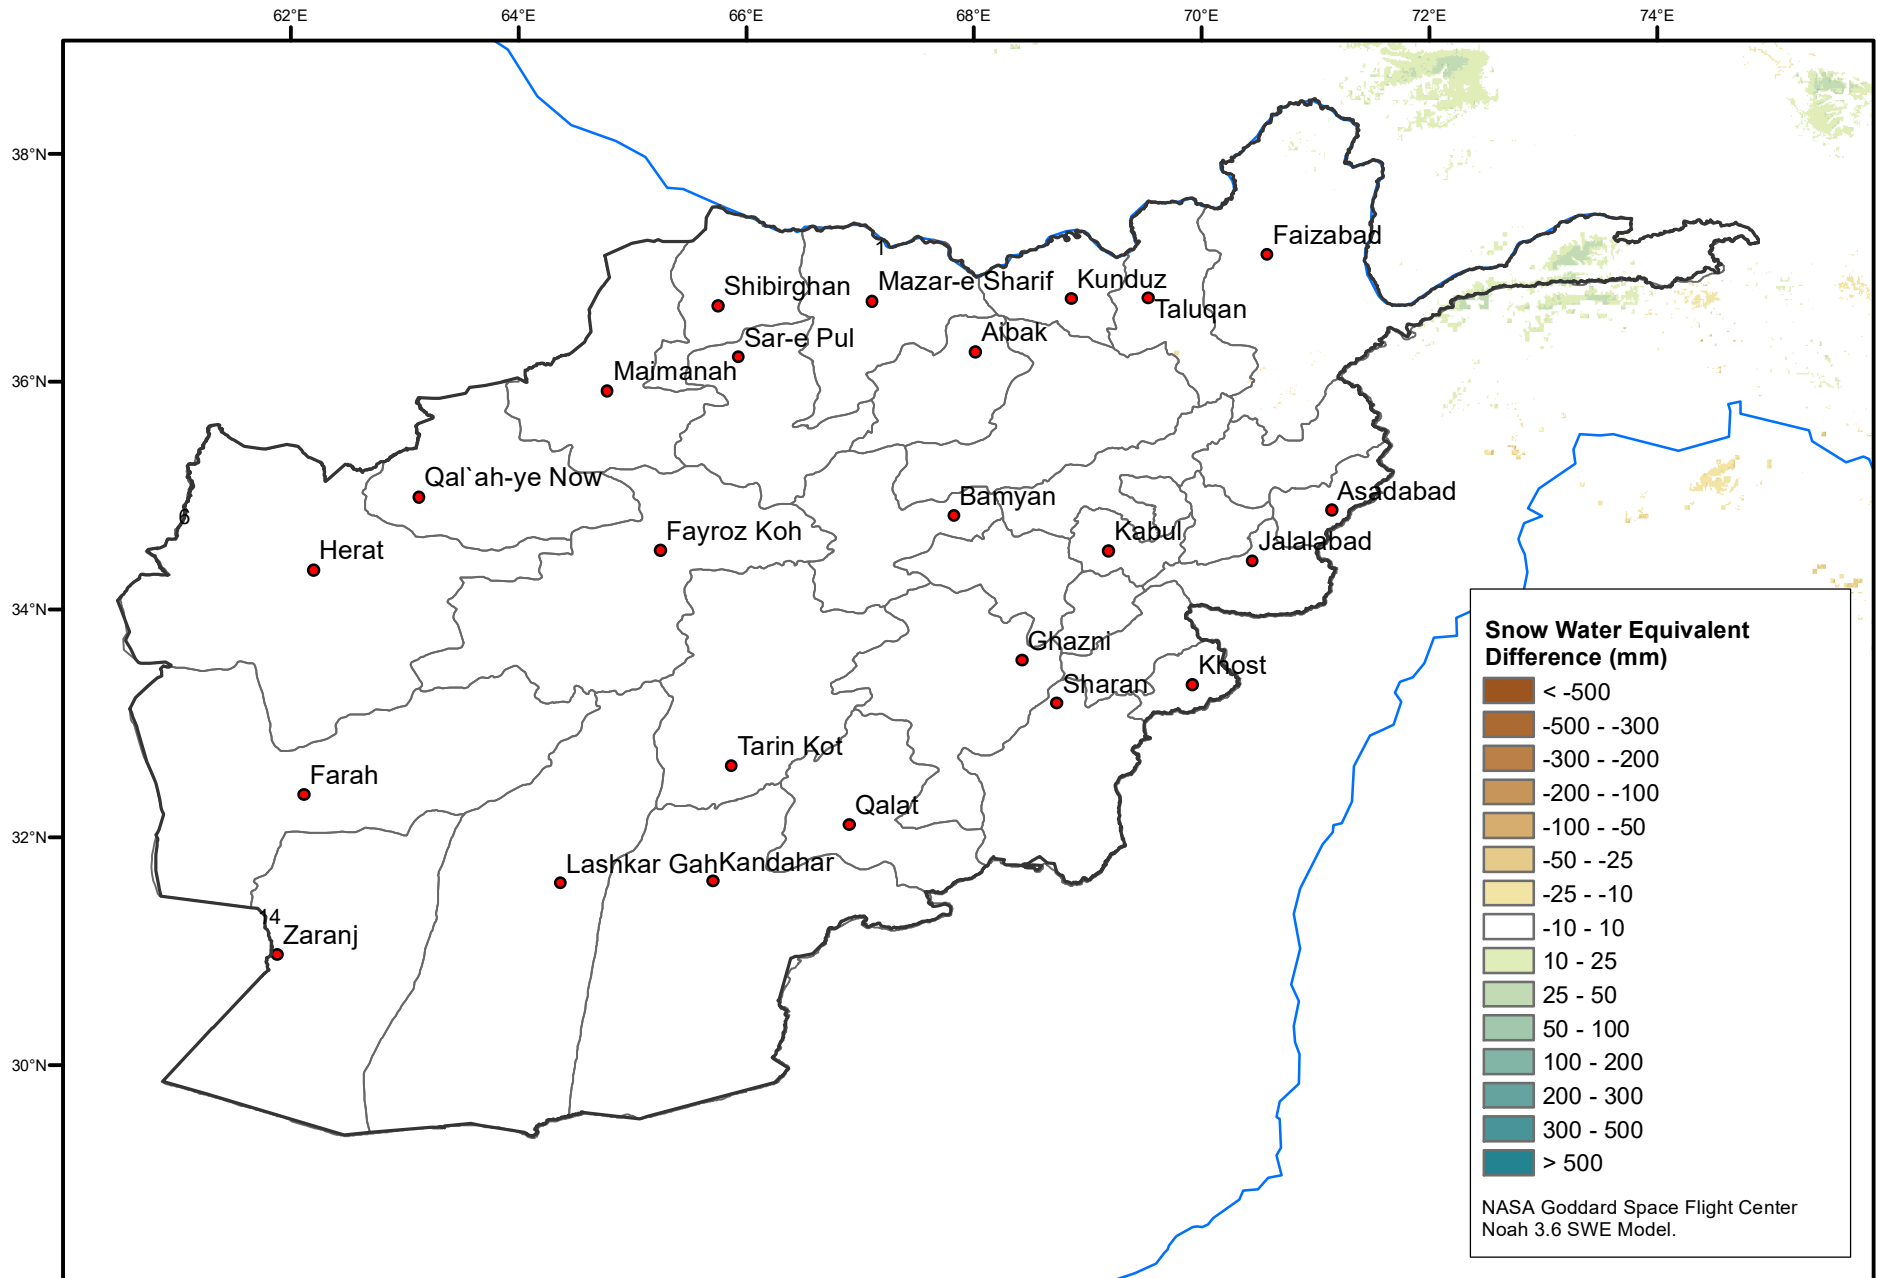 62°E
64°E
66°E
68°E
70°E
72°E
74°E
38°N
36°N
34°N
32°N
30°N
Faizabad
1
Shibirghan
Mazar-e Sharif
Kunduz
Taluqan
Sar-e Pul
Aibak
Maimanah
Qal`ah-ye Now
Bamyan
Asadabad
6
Herat
Fayroz Koh
Kabul
Jalalabad
Ghazni
Khost
Sharan
Tarin Kot
Farah
Qalat
Lashkar Gah
Kandahar
14
Zaranj
Snow Water Equivalent
Difference (mm)
< -500
-500 - -300
-300 - -200
-200 - -100
-100 - -50
-50 - -25
-25 - -10
-10 - 10
10 - 25
25 - 50
50 - 100
100 - 200
200 - 300
300 - 500
> 500
NASA Goddard Space Flight Center
Noah 3.6 SWE Model.